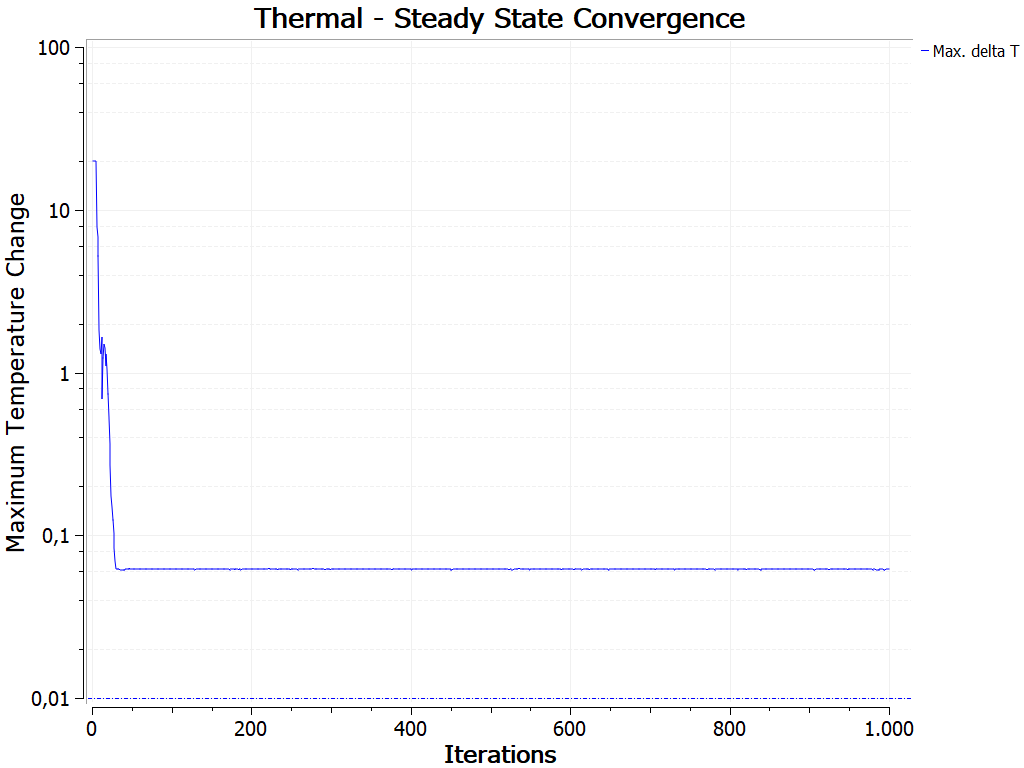 Thermal - Steady State Convergence
Max. delta T
Maximum Temperature Change
100
10
1
0,1
0,01
0 200 400 600 800 1.000
Iterations